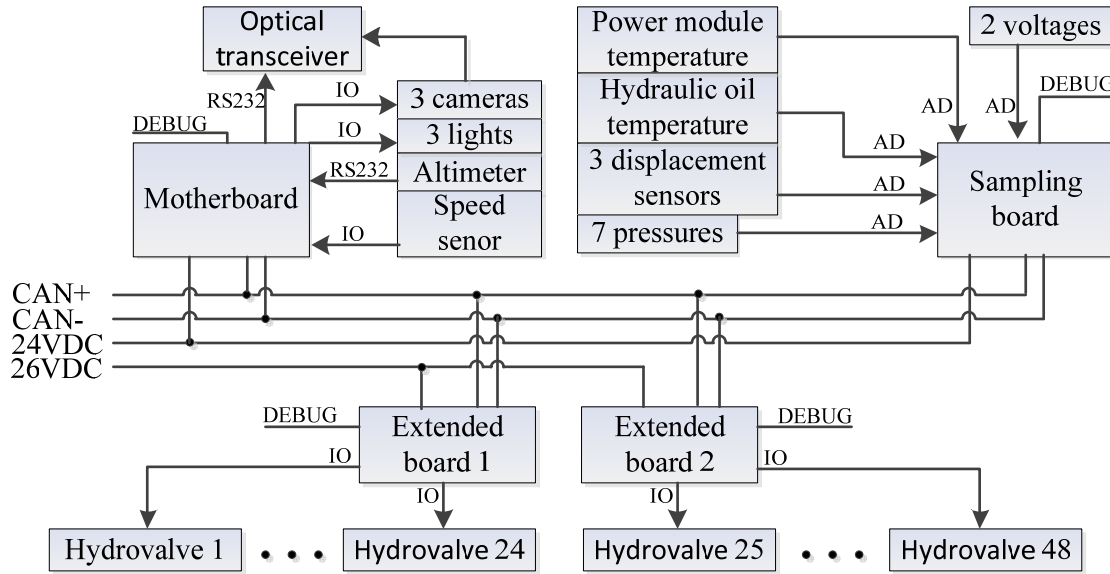 Optical
transceiver
RS232
IO
3 cameras
DEBUG
IO
3 lights
RS232
Altimeter
Motherboard
Speed
senor
IO
Power module
temperature
2 voltages
Hydraulic oil
temperature
AD
AD
DEBUG
AD
3 displacement
sensors
AD
7 pressures
AD
Sampling
board
CAN+
CAN-
24VDC
26VDC
DEBUG
Extended
board 1
Extended
board 2
DEBUG
IO
IO
IO
IO
Hydrovalve 1
Hydrovalve 24
Hydrovalve 25
Hydrovalve 48